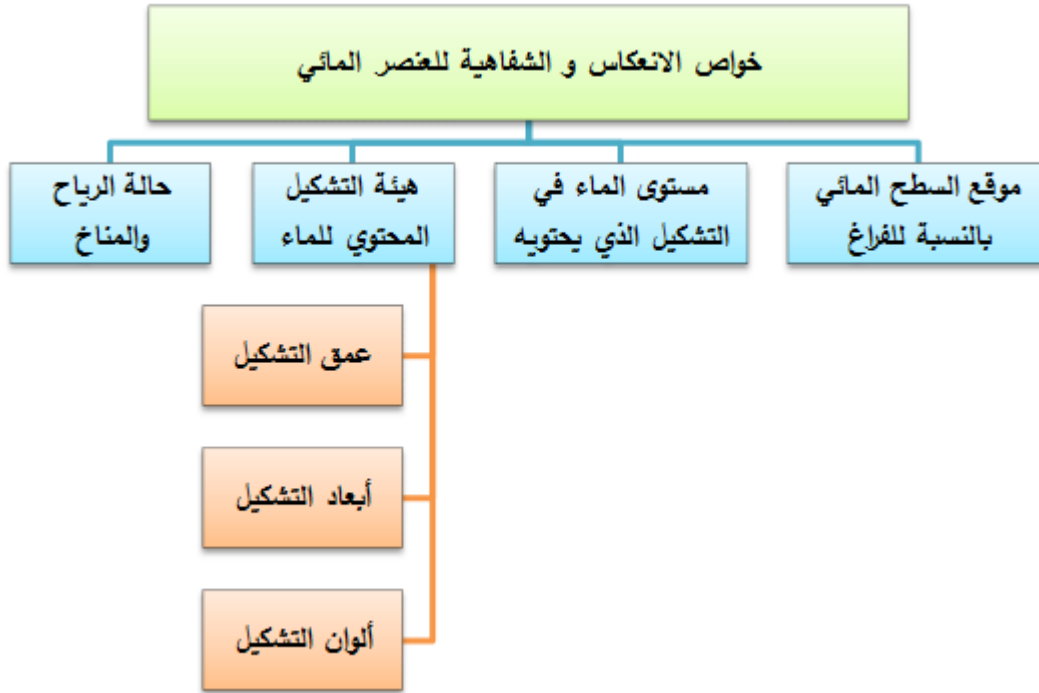 خواص الانعكاس و الشفاهية للعنصر المائي
موقع السطح المائي
بالنسبة للفراغ
مستوى الماء في
التشكيل الذي يحتويه
هيئة التشكيل
المحتوي للماء
حالة الرياح
والمناخ
عمق التشكيل
أبعاد التشكيل
ألوان التشكيل